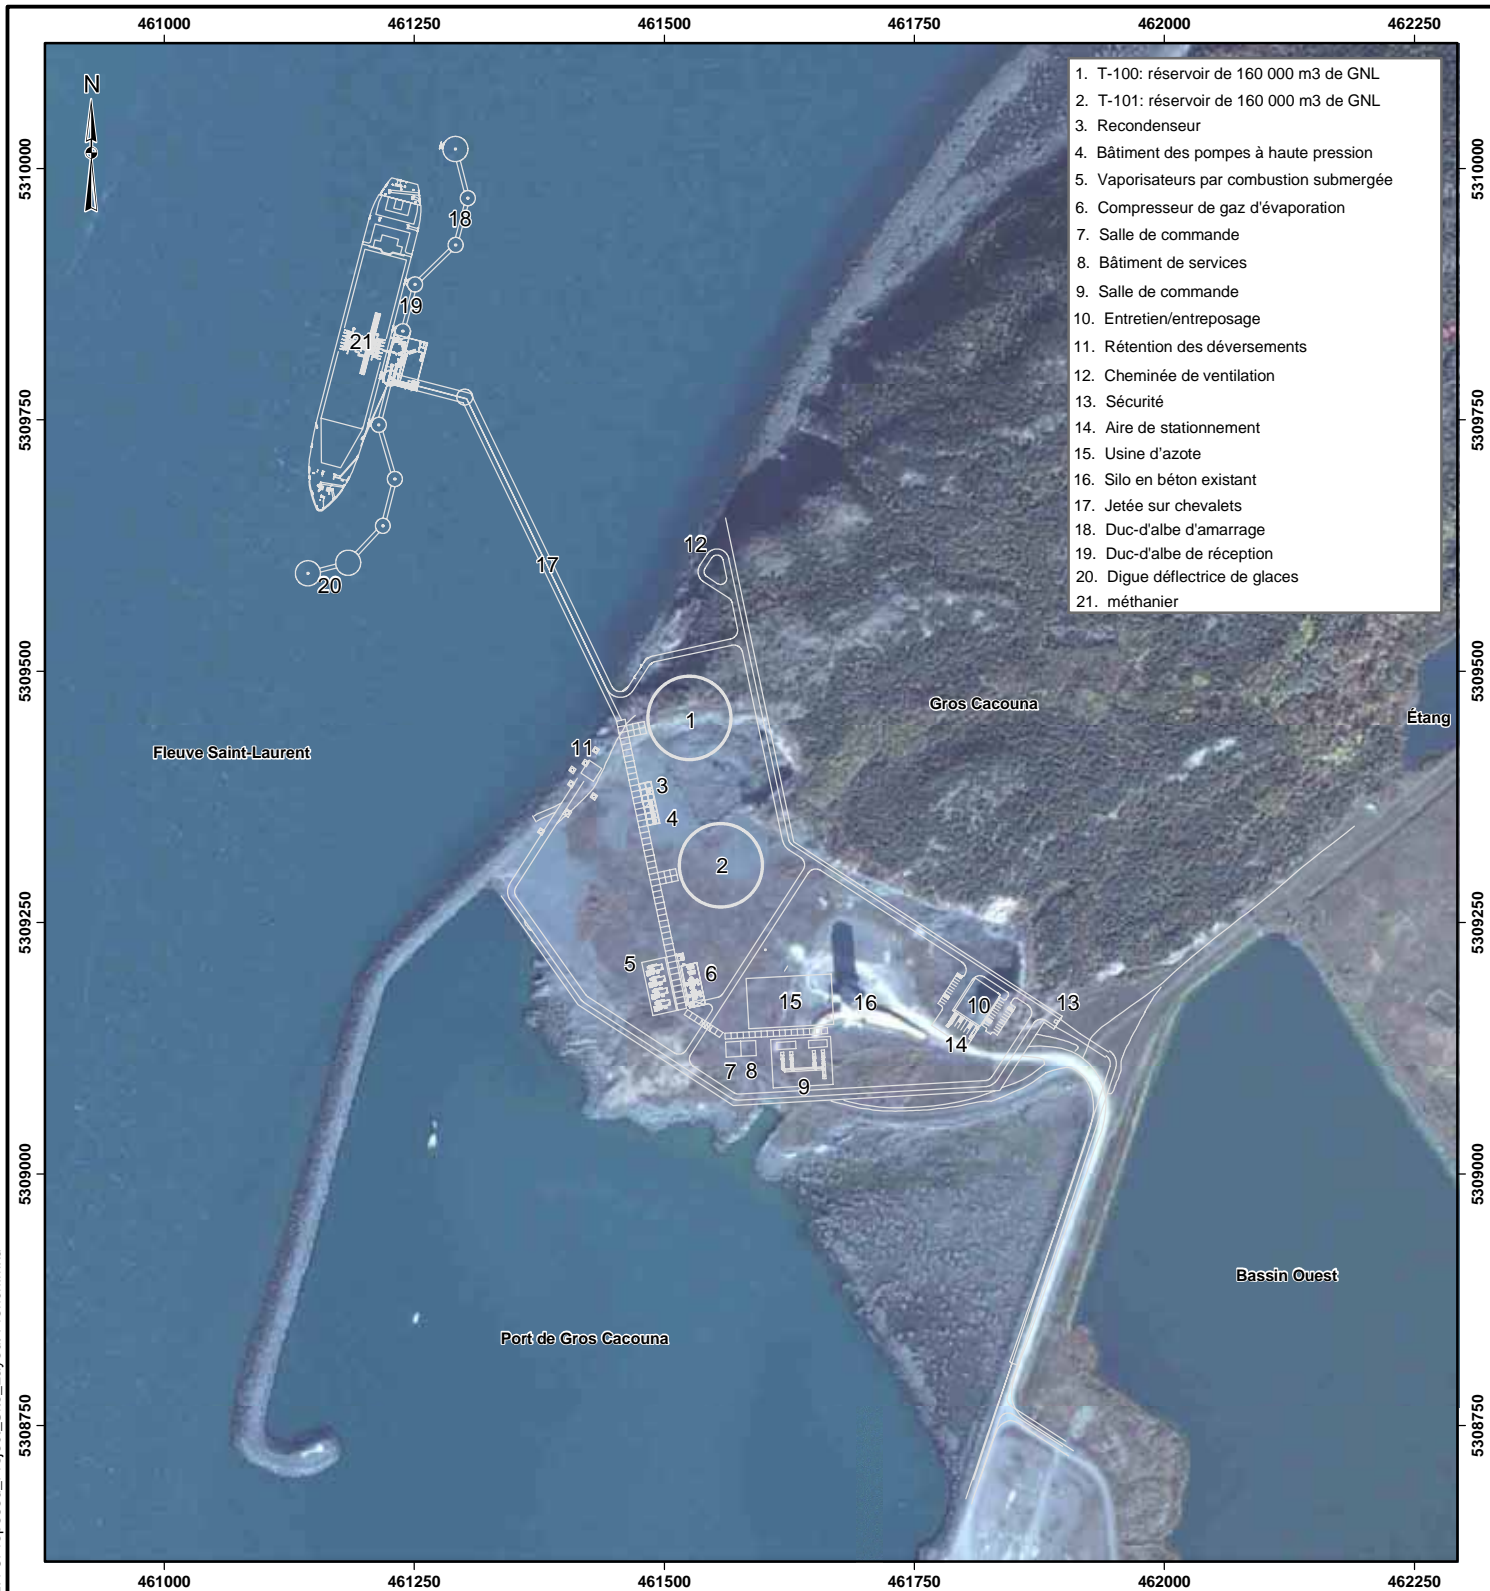 461000 461250 461500 461750 462000 462250
N
1. T-100: réservoir de 160 000 m3 de GNL
2. T-101: réservoir de 160 000 m3 de GNL
3. Recondenseur
4. Bâtiment des pompes à haute pression
5. Vaporisateurs par combustion submergée
6. Compresseur de gaz d'évaporation
7. Salle de commande
8. Bâtiment de services
9. Salle de commande
10. Entretien/entreposage
11. Rétention des déversements
12. Cheminée de ventilation
13. Sécurité
14. Aire de stationnement
15. Usine d'azote
16. Silo en béton existant
17. Jetée sur chevalets
18. Duc-d'albe d'amarrage
19. Duc-d'albe de réception
20. Digue déflectrice de glaces
21. méthanier
5310000 5310000
18
19
21
5309750 5309750
12
17
20
5309500 5309500
Gros Cacouna
1
Étang
11
Fleuve Saint-Laurent
3
4
2
5309250 5309250
5
6
15
16
10
13
14
7
8
9
5309000 5309000
Bassin Ouest
Port de Gros Cacouna
5308750 5308750
461000 461250 461500 461750 462000 462250